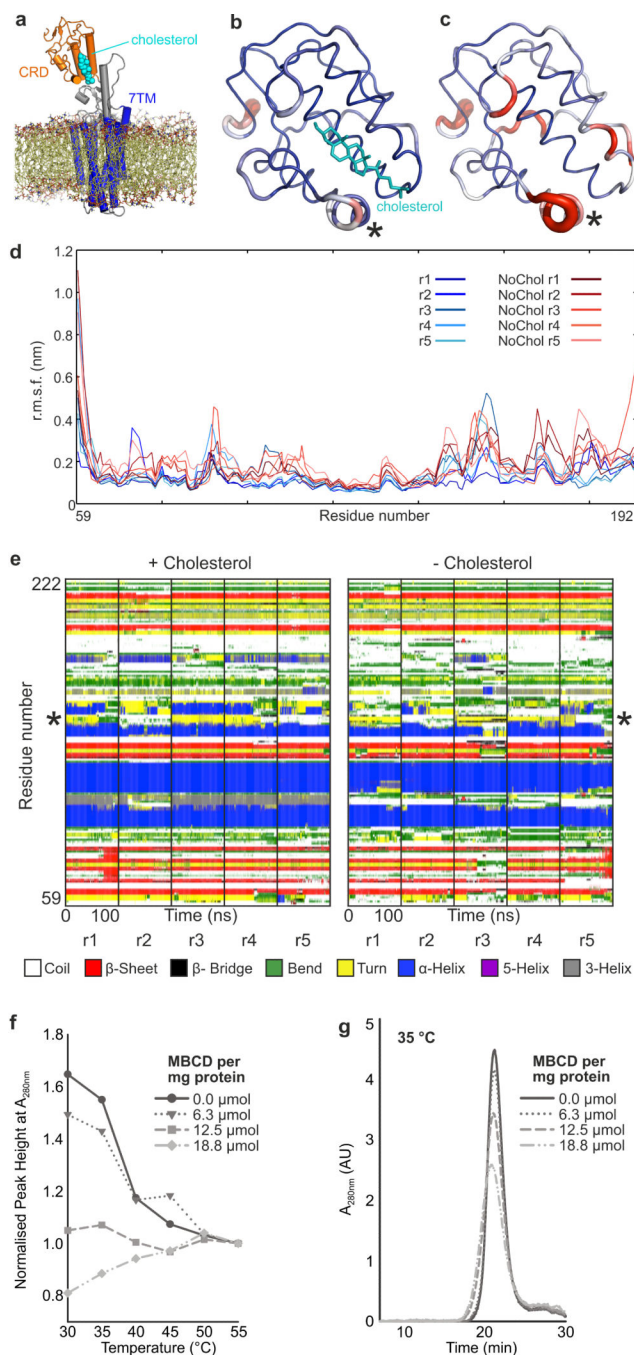 a
cholesterol
CRD
7TM
b
cholesterol
*
c
*
d
r.m.s.f. (nm)
1.2
1.0
0.8
0.6
0.4
0.2
0
r1
r2
r3
r4
r5
NoChol r1
NoChol r2
NoChol r3
NoChol r4
NoChol r5
59
Residue number
192
e
+ Cholesterol
- Cholesterol
222
Residue number
*
*
59
0
100
0
100
Time (ns)
Time (ns)
r1 r2 r3 r4 r5
r1 r2 r3 r4 r5
Coil β-Sheet β- Bridge Bend Turn α-Helix 5-Helix 3-Helix
f
Normalised Peak Height at A280nm
1.8
1.6
1.4
1.2
1.0
0.8
MBCD per
mg protein
0.0 µmol
6.3 µmol
12.5 µmol
18.8 µmol
30 35 40 45 50 55
Temperature (°C)
g
35 °C
A280nm (AU)
5
4
3
2
1
0
MBCD per
mg protein
0.0 µmol
6.3 µmol
12.5 µmol
18.8 µmol
10 20 30
Time (min)